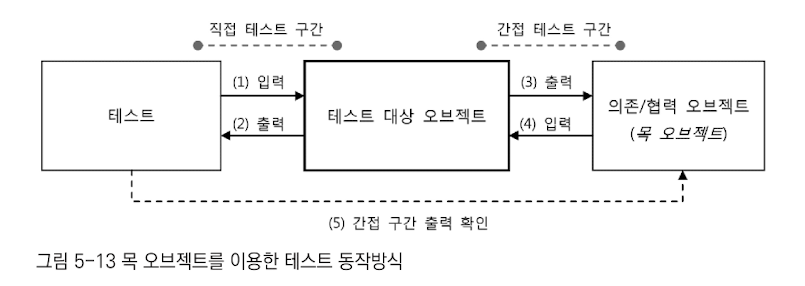 직접 테스트 구간
간접 테스트 구간
테스트
(1) 입력
(2) 출력
테스트 대상 오브젝트
(3) 출력
(4) 입력
의존/협력 오브젝트
(목 오브젝트)
(5) 간접 구간 출력 확인
그림 5-13 목 오브젝트를 이용한 테스트 동작방식